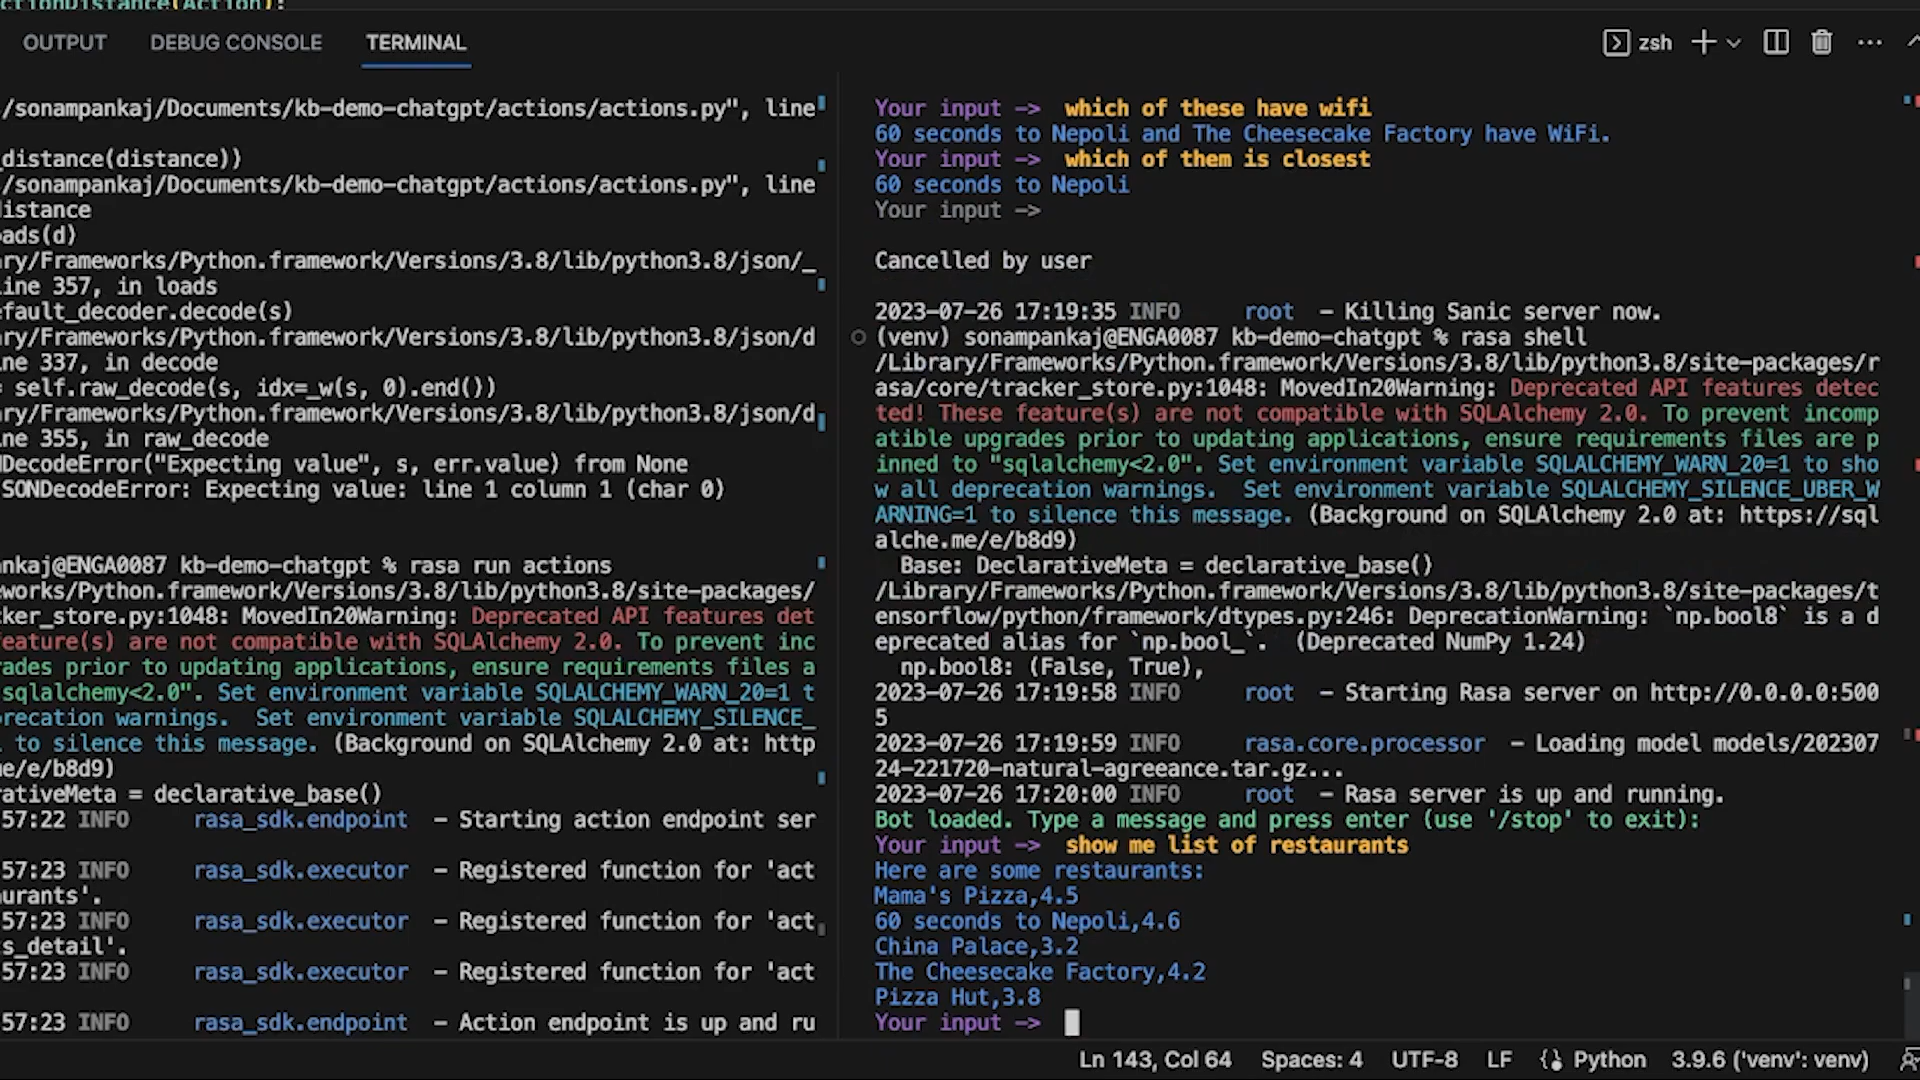 ctionDistance(Action):
OUTPUT DEBUG CONSOLE TERMINAL zsh
/sonampankaj/Documents/kb-demo-chatgpt/actions/actions.py", line
_distance(distance))
/sonampankaj/Documents/kb-demo-chatgpt/actions/actions.py", line
distance
ads(d)
ry/Frameworks/Python.framework/Versions/3.8/lib/python3.8/json/_
ine 357, in loads
efault_decoder.decode(s)
ry/Frameworks/Python.framework/Versions/3.8/lib/python3.8/json/d
ine 337, in decode
= self.raw_decode(s, idx=_w(s, 0).end())
ry/Frameworks/Python.framework/Versions/3.8/lib/python3.8/json/d
ine 355, in raw_decode
DecodeError("Expecting value", s, err.value) from None
SONDecodeError: Expecting value: line 1 column 1 (char 0)
ankaj@ENGA0087 kb-demo-chatgpt % rasa run actions
eworks/Python.framework/Versions/3.8/lib/python3.8/site-packages/
cker_store.py:1048: MovedIn20Warning: Deprecated API features det
feature(s) are not compatible with SQLAlchemy 2.0. To prevent inc
rades prior to updating applications, ensure requirements files a
sqlalchemy<2.0". Set environment variable SQLALCHEMY_WARN_20=1 t
recation warnings.  Set environment variable SQLALCHEMY_SILENCE_
to silence this message. (Background on SQLAlchemy 2.0 at: http
e/e/b8d9)
rativeMeta = declarative_base()
57:22 INFO rasa_sdk.endpoint - Starting action endpoint ser
57:23 INFO rasa_sdk.executor - Registered function for 'act
aurants'.
57:23 INFO rasa_sdk.executor - Registered function for 'act
s_detail'.
57:23 INFO rasa_sdk.executor - Registered function for 'act
57:23 INFO rasa_sdk.endpoint - Action endpoint is up and ru
Your input -> which of these have wifi
60 seconds to Nepoli and The Cheesecake Factory have WiFi.
Your input -> which of them is closest
60 seconds to Nepoli
Your input ->
Cancelled by user
2023-07-26 17:19:35 INFO root - Killing Sanic server now.
(venv) sonampankaj@ENGA0087 kb-demo-chatgpt % rasa shell
/Library/Frameworks/Python.framework/Versions/3.8/lib/python3.8/site-packages/r
asa/core/tracker_store.py:1048: MovedIn20Warning: Deprecated API features detec
ted! These feature(s) are not compatible with SQLAlchemy 2.0. To prevent incomp
atible upgrades prior to updating applications, ensure requirements files are p
inned to "sqlalchemy<2.0". Set environment variable SQLALCHEMY_WARN_20=1 to sho
w all deprecation warnings.  Set environment variable SQLALCHEMY_SILENCE_UBER_W
ARNING=1 to silence this message. (Background on SQLAlchemy 2.0 at: https://sql
alche.me/e/b8d9)
Base: DeclarativeMeta = declarative_base()
/Library/Frameworks/Python.framework/Versions/3.8/lib/python3.8/site-packages/t
ensorflow/python/framework/dtypes.py:246: DeprecationWarning: `np.bool8` is a d
eprecated alias for `np.bool_`.  (Deprecated NumPy 1.24)
np.bool8: (False, True),
2023-07-26 17:19:58 INFO root - Starting Rasa server on http://0.0.0.0:500
5
2023-07-26 17:19:59 INFO rasa.core.processor - Loading model models/202307
24-221720-natural-agreeance.tar.gz...
2023-07-26 17:20:00 INFO root - Rasa server is up and running.
Bot loaded. Type a message and press enter (use '/stop' to exit):
Your input -> show me list of restaurants
Here are some restaurants:
Mama's Pizza,4.5
60 seconds to Nepoli,4.6
China Palace,3.2
The Cheesecake Factory,4.2
Pizza Hut,3.8
Your input ->
Ln 143, Col 64 Spaces: 4 UTF-8 LF Python 3.9.6 ('venv': venv)